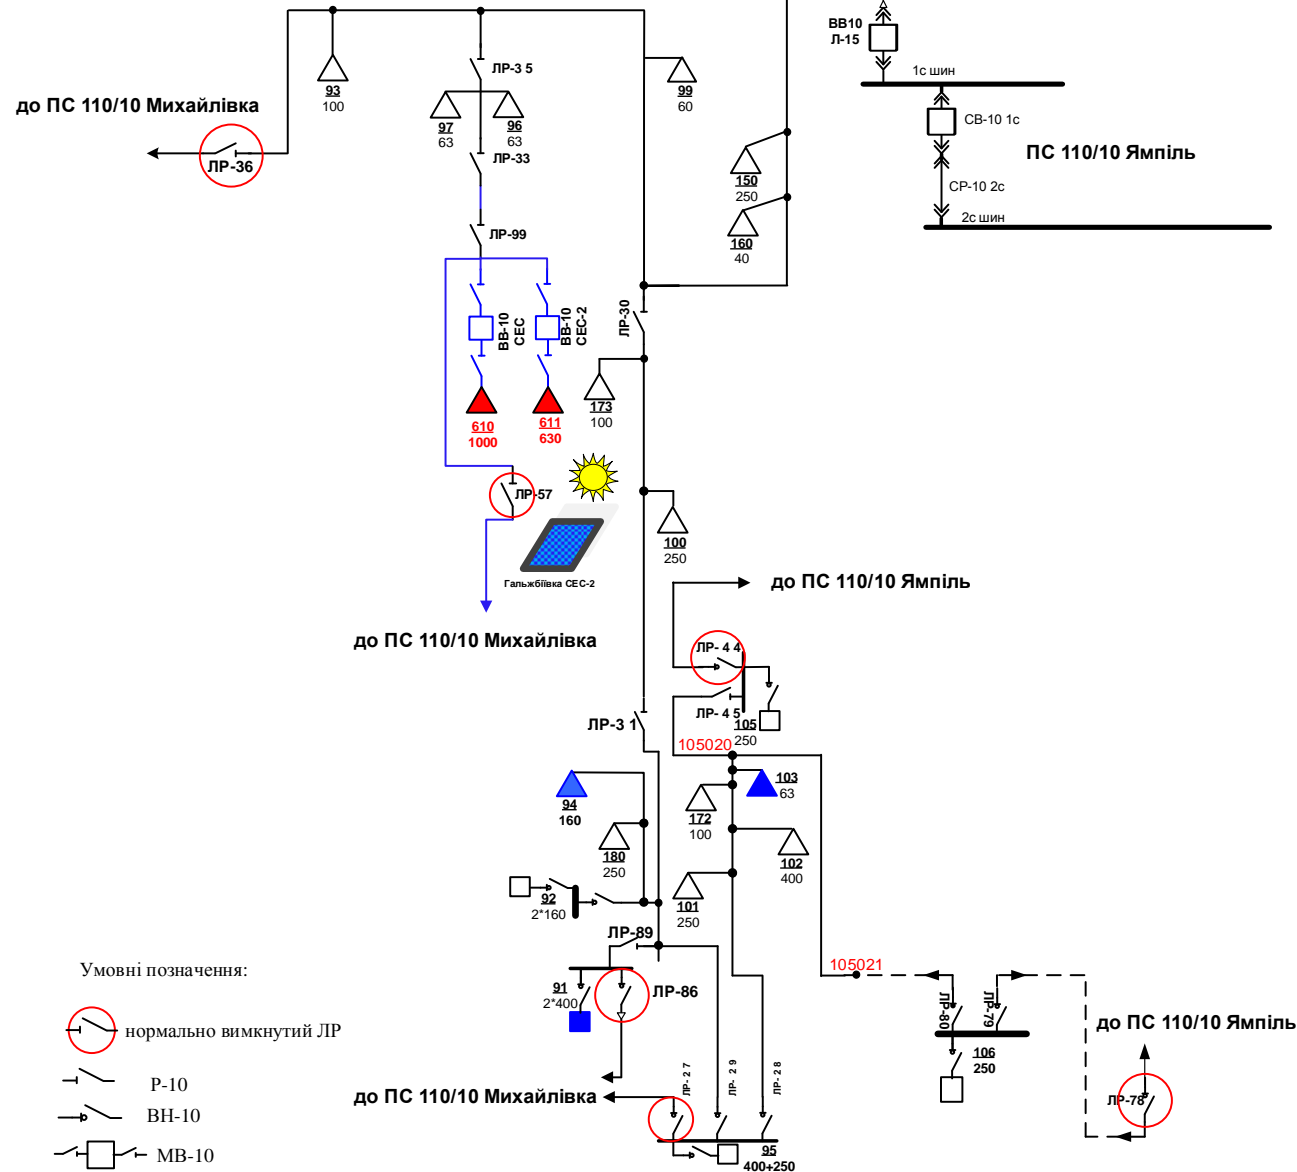 ВВ10
Л-15
1с шин
СВ-10 1с
ПС 110/10 Ямпіль
СР-10 2с
2с шин
93
100
ЛР-3 5
99
60
до ПС 110/10 Михайлівка
97
63
96
63
ЛР-36
ЛР-33
150
250
160
40
ЛР-99
ЛР-30
ВВ-10
СЕС
ВВ-10
СЕС-2
173
100
610
1000
611
630
ЛР-57
100
250
Гальжбіївка СЕС-2
до ПС 110/10 Ямпіль
до ПС 110/10 Михайлівка
ЛР- 4 4
ЛР- 4 5
105
250
ЛР-3 1
105020
103
63
94
160
172
100
180
250
102
400
92
2*160
101
250
ЛР-89
105021
91
2*400
ЛР-86
ЛР-80
ЛР-79
до ПС 110/10 Ямпіль
106
250
ЛР-78
до ПС 110/10 Михайлівка
ЛР- 2 7
ЛР- 2 9
ЛР- 2 8
95
400+250
Умовні позначення:
нормально вимкнутий ЛР
Р-10
ВН-10
МВ-10